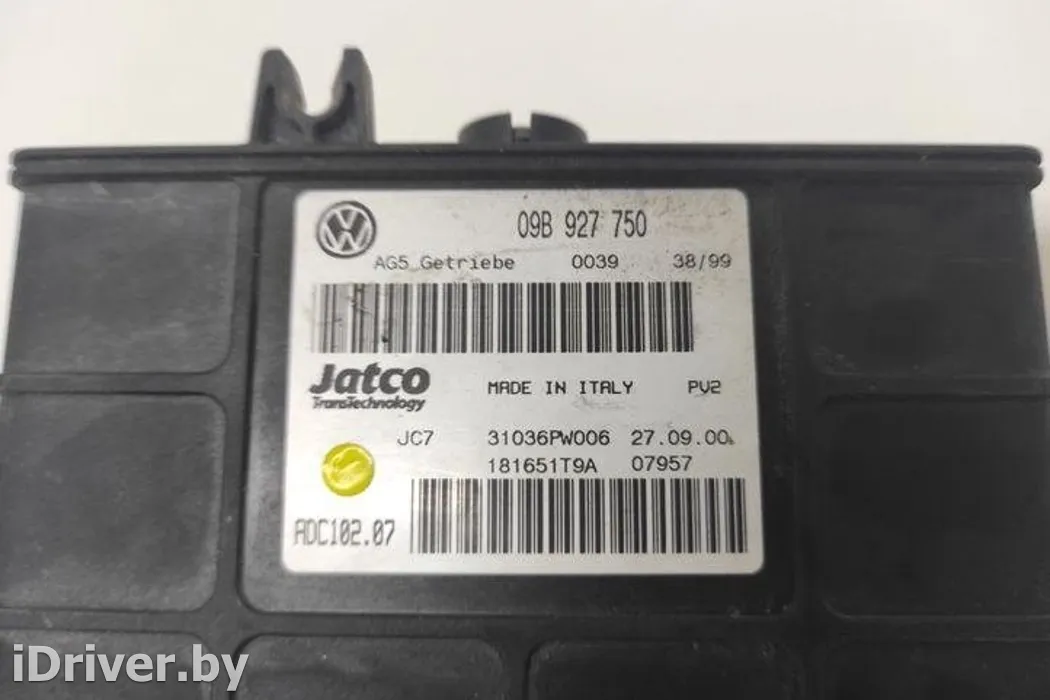 09B 927 750
AG5 Getriebe 0039 38/99
Jatco
TransTechnology
MADE IN ITALY PV2
JC7 31036PW006 27.09.00
181651T9A 07957
ADC102.07
iDriver.by